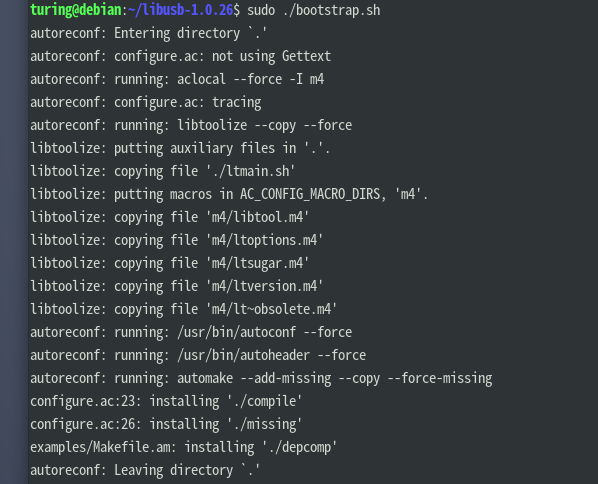 turing@debian:~/libusb-1.0.26$ sudo ./bootstrap.sh
autoreconf: Entering directory `.'
autoreconf: configure.ac: not using Gettext
autoreconf: running: aclocal --force -I m4
autoreconf: configure.ac: tracing
autoreconf: running: libtoolize --copy --force
libtoolize: putting auxiliary files in '.'.
libtoolize: copying file './ltmain.sh'
libtoolize: putting macros in AC_CONFIG_MACRO_DIRS, 'm4'.
libtoolize: copying file 'm4/libtool.m4'
libtoolize: copying file 'm4/ltoptions.m4'
libtoolize: copying file 'm4/ltsugar.m4'
libtoolize: copying file 'm4/ltversion.m4'
libtoolize: copying file 'm4/lt~obsolete.m4'
autoreconf: running: /usr/bin/autoconf --force
autoreconf: running: /usr/bin/autoheader --force
autoreconf: running: automake --add-missing --copy --force-missing
configure.ac:23: installing './compile'
configure.ac:26: installing './missing'
examples/Makefile.am: installing './depcomp'
autoreconf: Leaving directory `.'